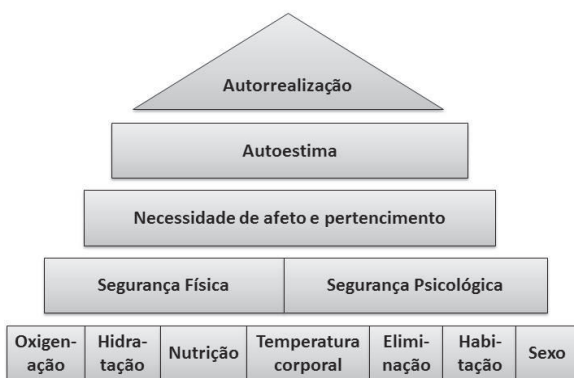 Autorrealização
Autoestima
Necessidade de afeto e pertencimento
Segurança Física
Segurança Psicológica
Oxigen-
ação
Hidra-
tação
Nutrição
Temperatura
corporal
Elimi-
nação
Habi-
tação
Sexo